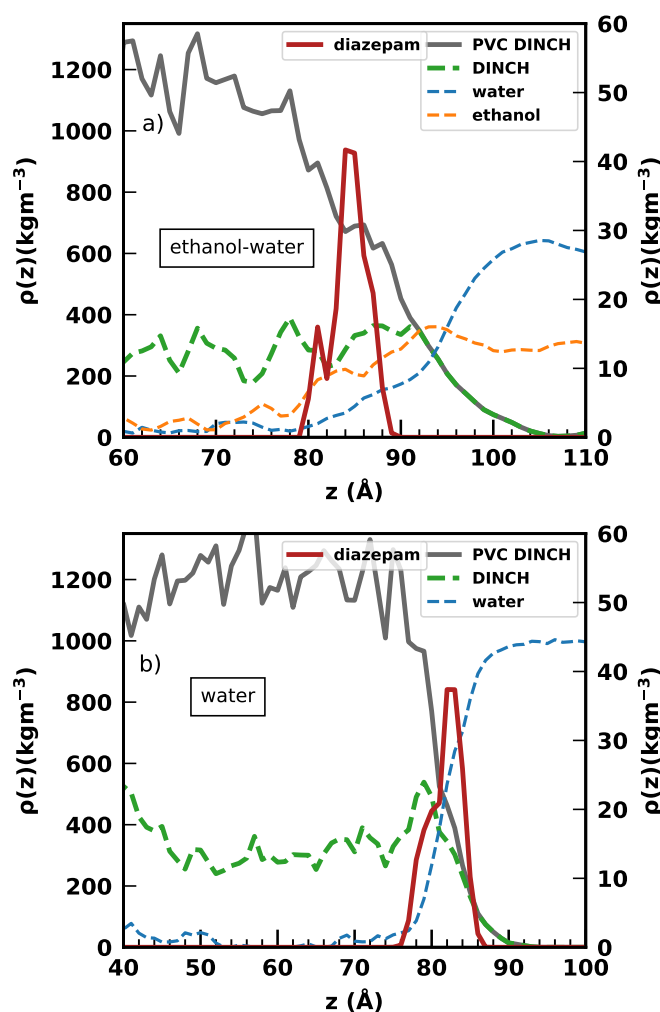 diazepam
PVC DINCH
DINCH
water
ethanol
a)
ethanol-water
ρ(z)(kgm⁻³)
ρ(z)(kgm⁻³)
0
200
400
600
800
1000
1200
0
10
20
30
40
50
60
60 70 80 90 100 110
z (Å)
diazepam
PVC DINCH
DINCH
water
b)
water
ρ(z)(kgm⁻³)
ρ(z)(kgm⁻³)
0
200
400
600
800
1000
1200
0
10
20
30
40
50
60
40 50 60 70 80 90 100
z (Å)